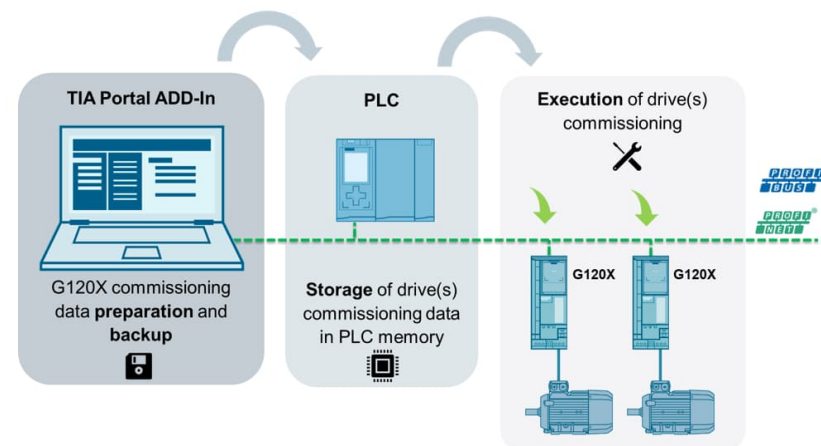 TIA Portal ADD-In
G120X commissioning
data preparation and
backup
PLC
Storage of drive(s)
commissioning data
in PLC memory
Execution of drive(s)
commissioning
PROFI
BUS
PROFI
NET
G120X
G120X